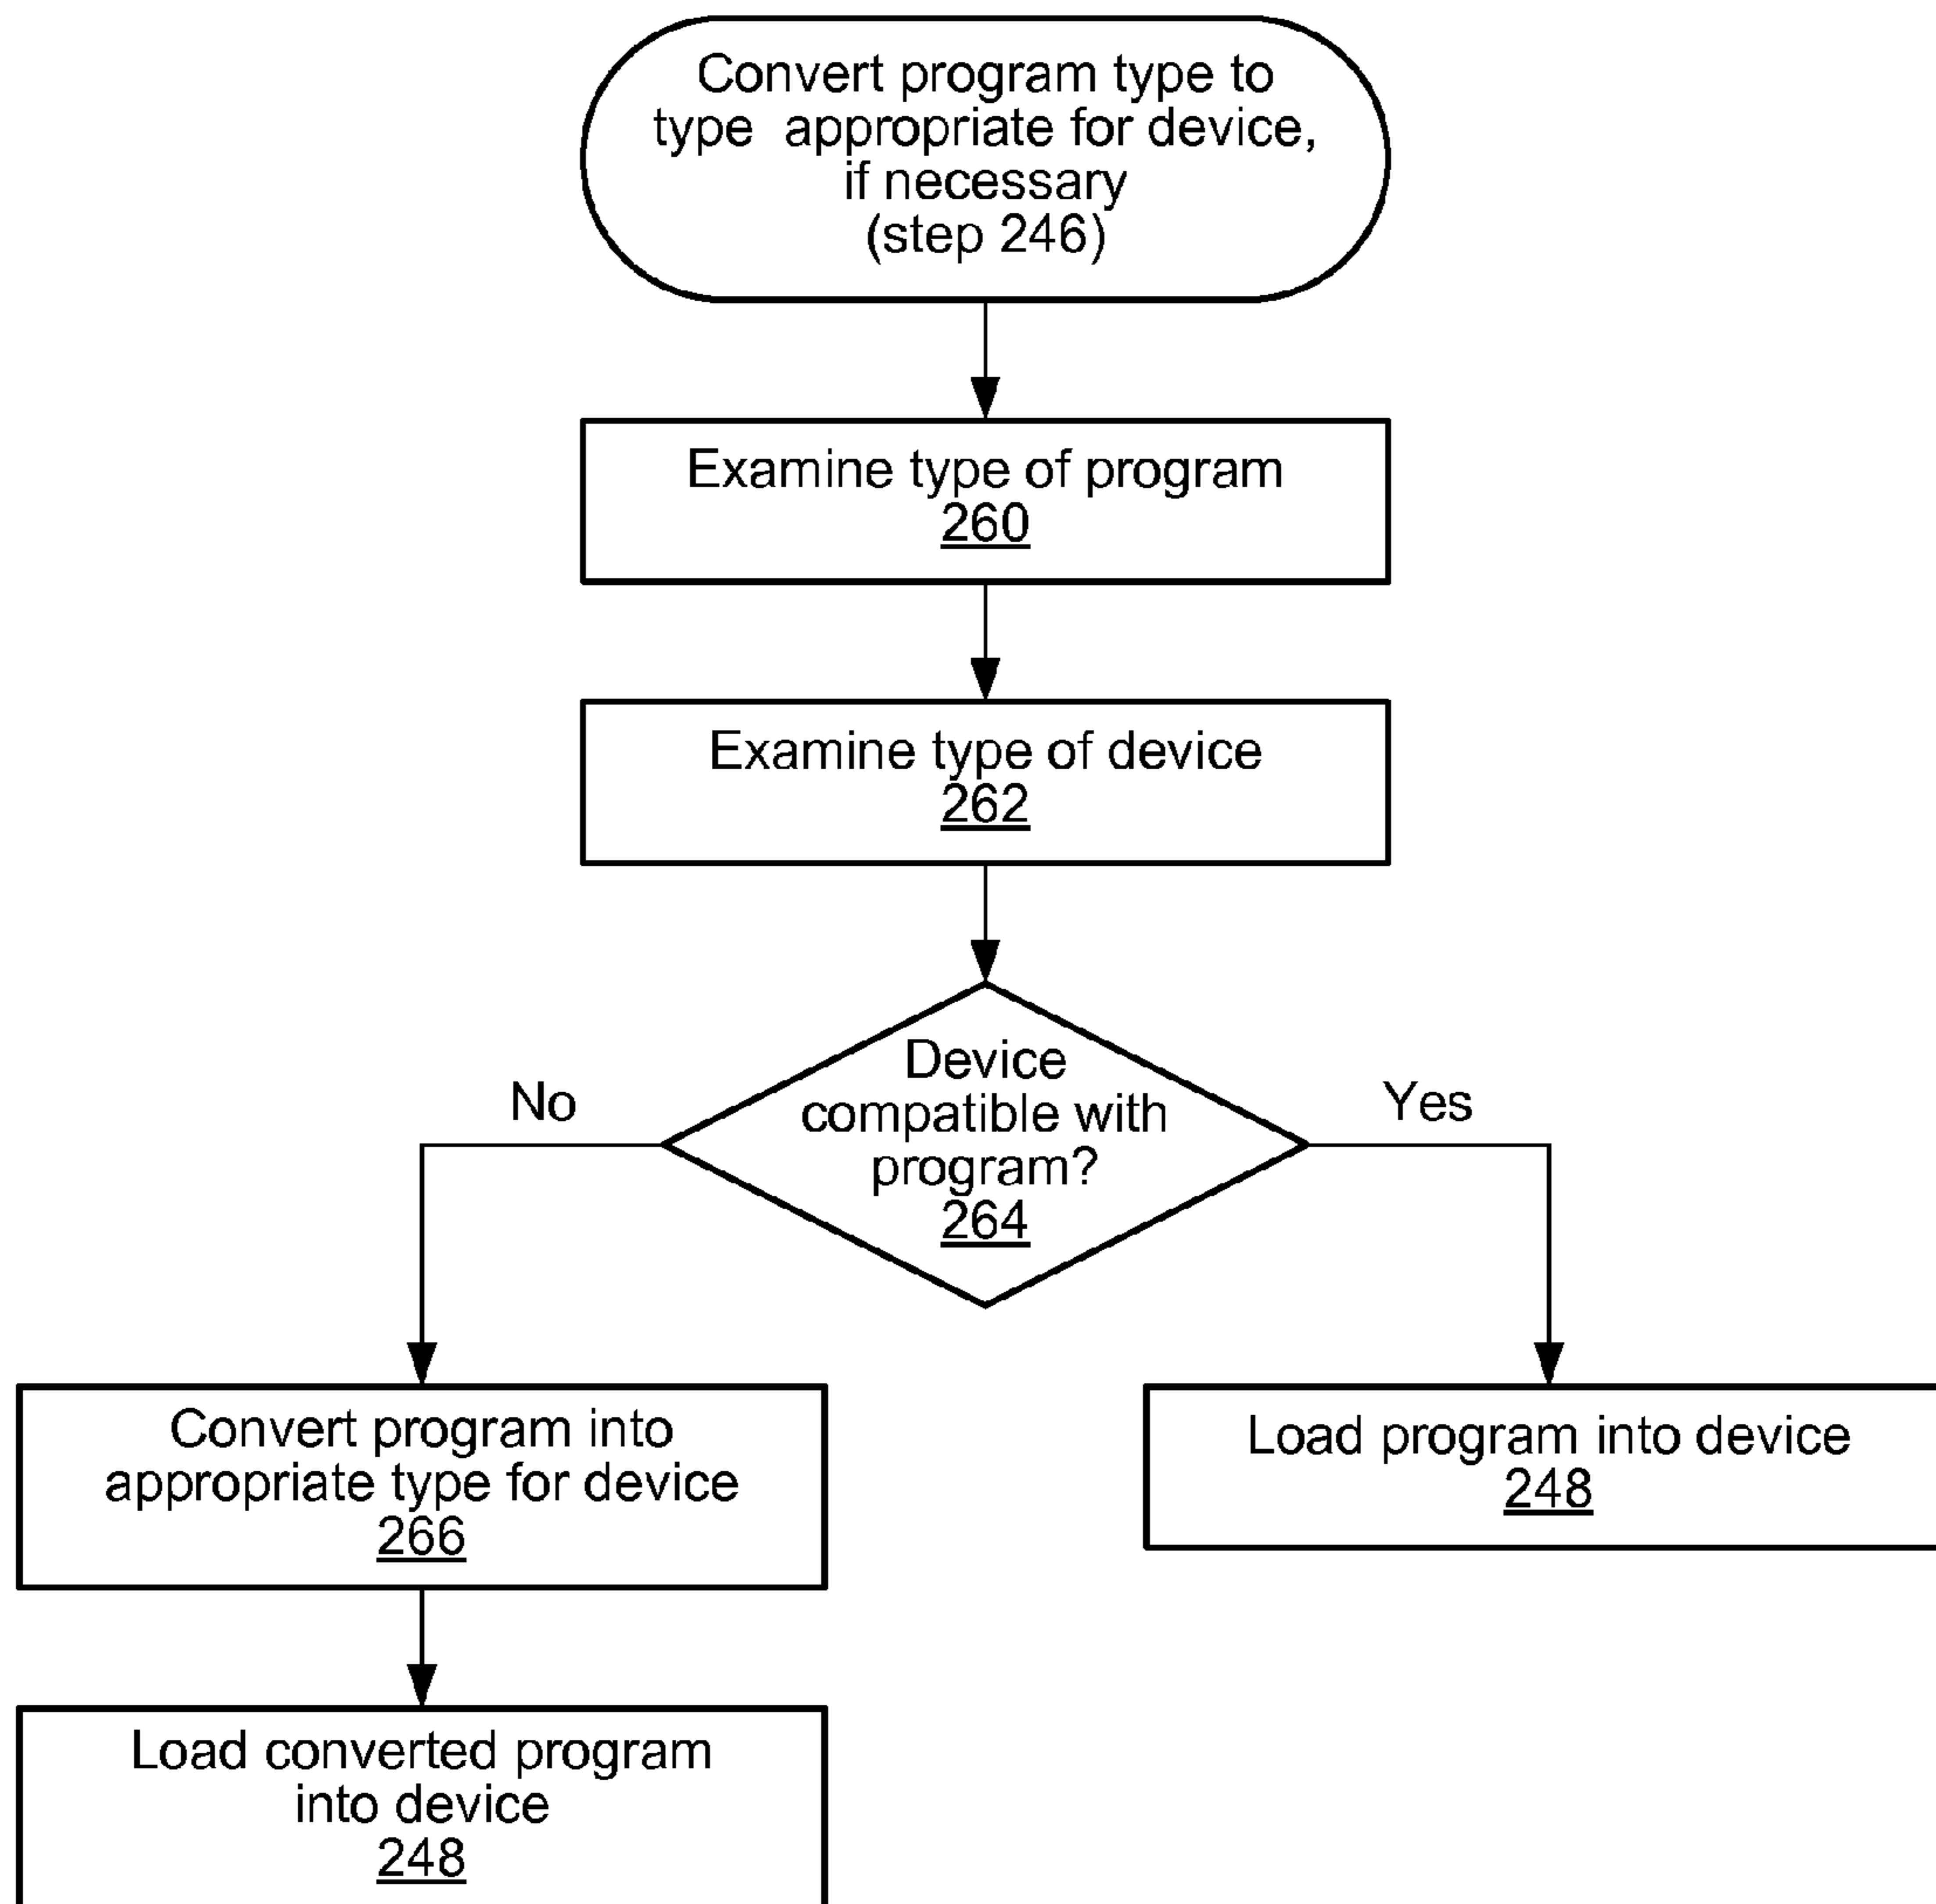 Convert program type to
type appropriate for device,
if necessary
(step 246)
Examine type of program
260
Examine type of device
262
Device
compatible with
program?
264
No
Yes
Convert program into
appropriate type for device
266
Load program into device
248
Load converted program
into device
248